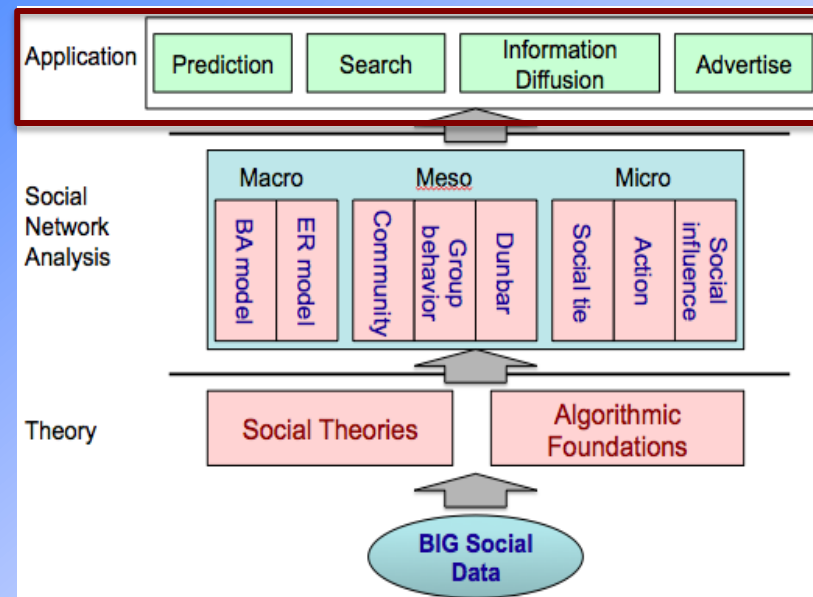 Application
Prediction
Search
Information
Diffusion
Advertise
Social
Network
Analysis
Macro
Meso
Micro
BA model
ER model
Community
Group
behavior
Dunbar
Social tie
Action
Social
influence
Theory
Social Theories
Algorithmic
Foundations
BIG Social
Data